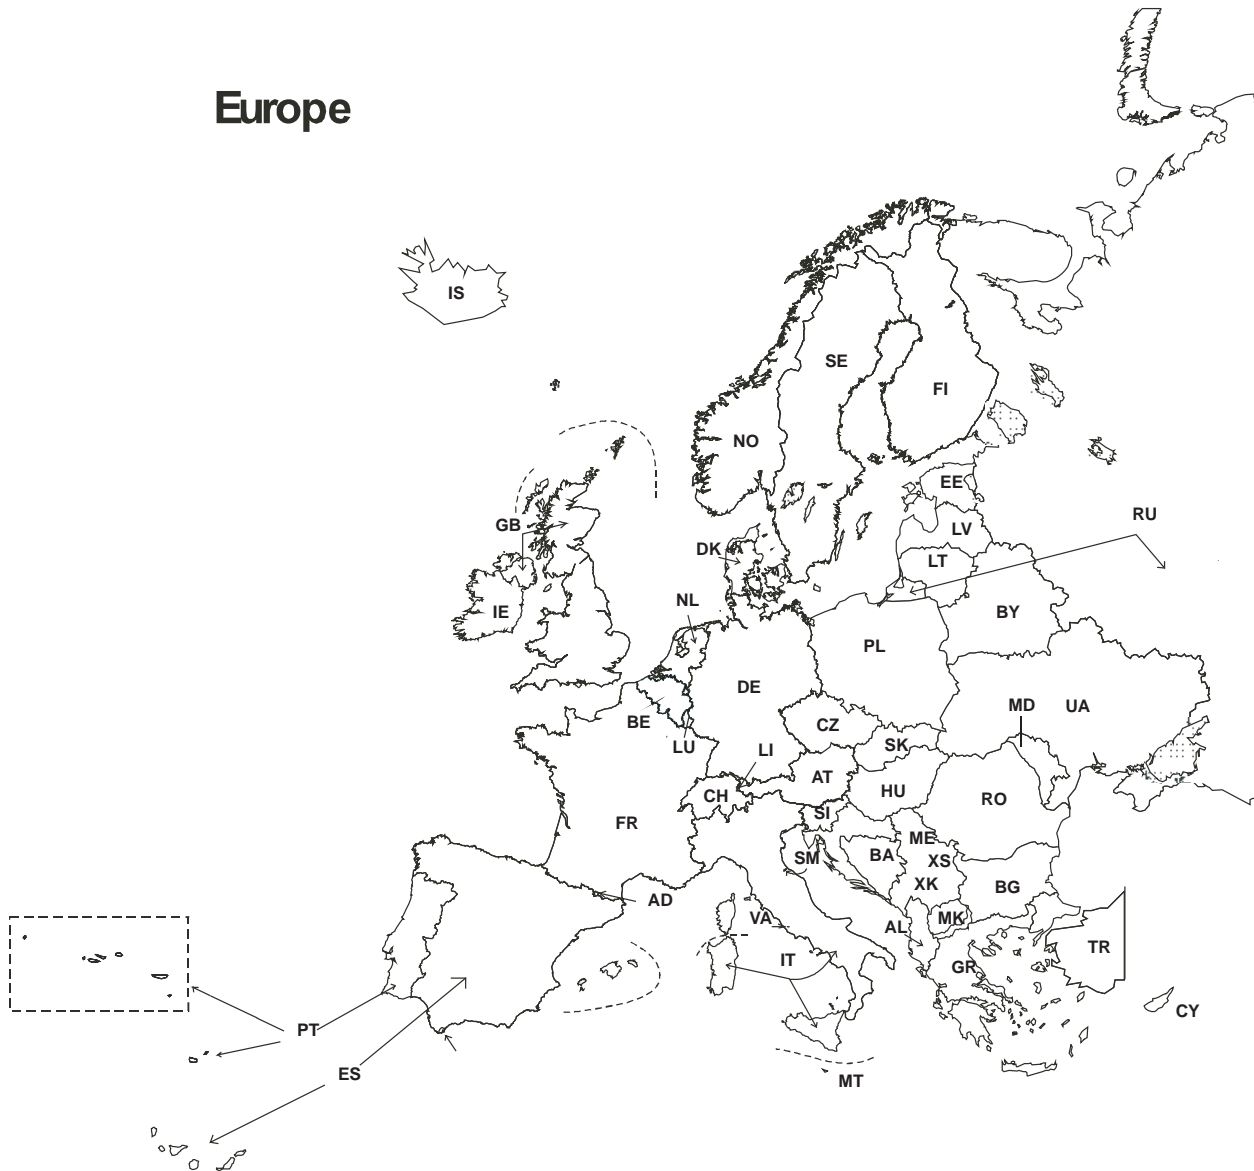 Europe
IS
SE
FI
NO
EE
GB
RU
LV
DK
LT
NL
IE
BY
PL
DE
MD
UA
BE
CZ
LU
LI
SK
AT
CH
HU
RO
SI
FR
ME
SM
BA
XS
XK
BG
AD
VA
MK
AL
TR
IT
GR
CY
PT
ES
MT